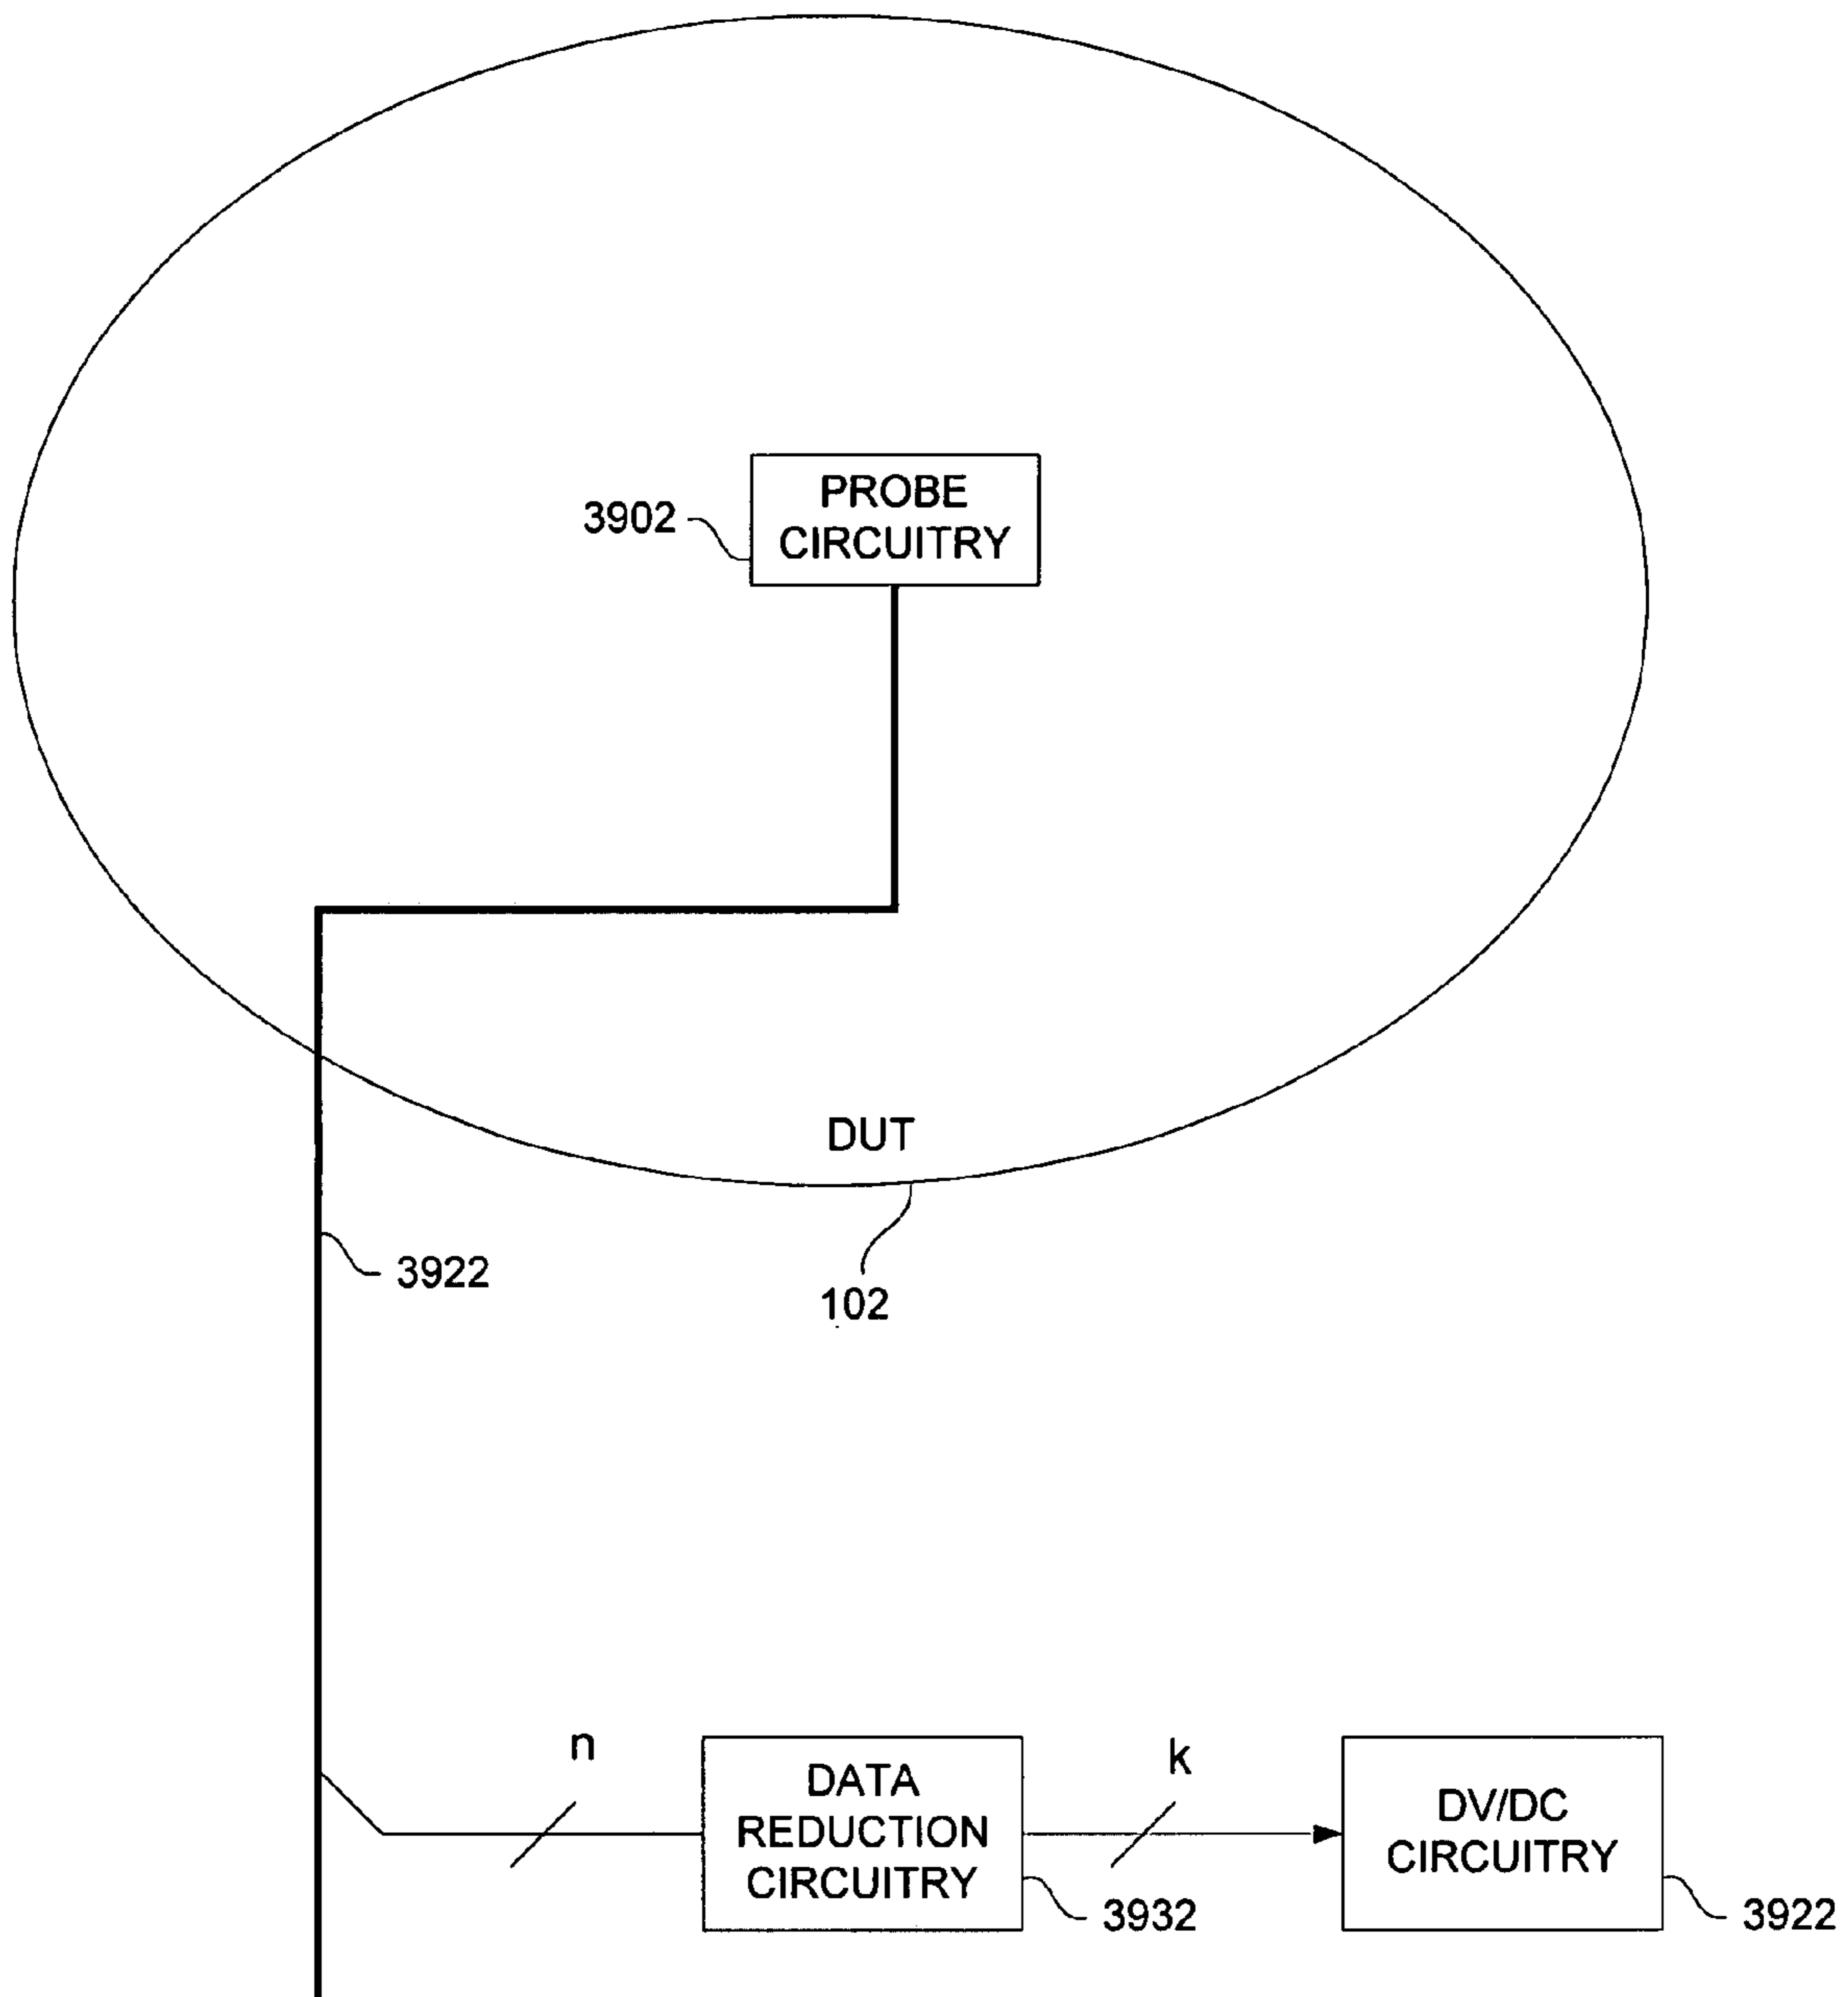 PROBE
CIRCUITRY
3902
DUT
3922
102
n
k
DATA
REDUCTION
CIRCUITRY
DV/DC
CIRCUITRY
3932
3922